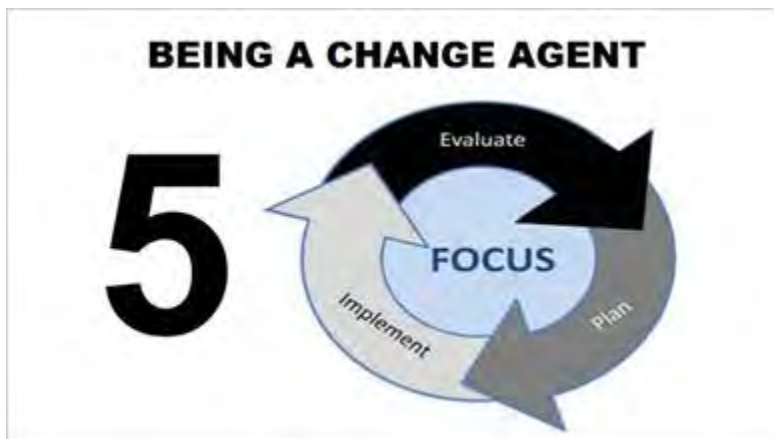 BEING A CHANGE AGENT
5
Evaluate
FOCUS
Plan
Implement